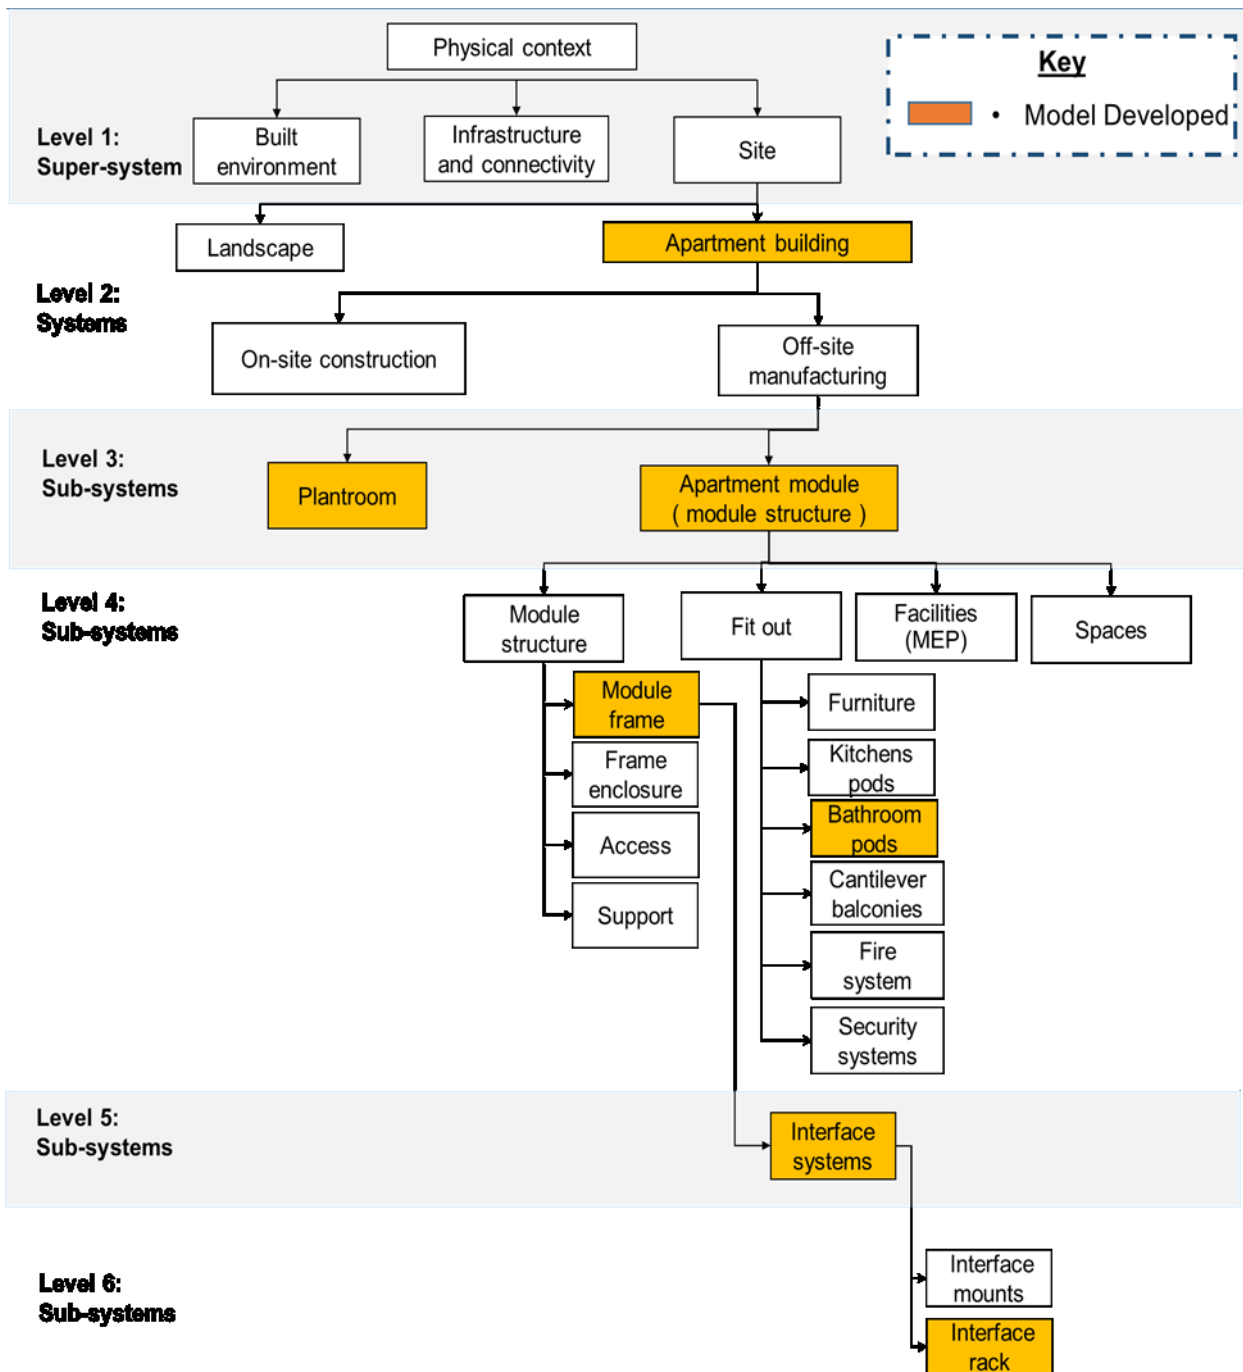 Physical context
Key
• Model Developed
Level 1:
Super-system
Built
environment
Infrastructure
and connectivity
Site
Landscape
Apartment building
Level 2:
Systems
On-site construction
Off-site
manufacturing
Level 3:
Sub-systems
Plantroom
Apartment module
( module structure )
Level 4:
Sub-systems
Module
structure
Fit out
Facilities
(MEP)
Spaces
Module
frame
Frame
enclosure
Access
Support
Furniture
Kitchens
pods
Bathroom
pods
Cantilever
balconies
Fire
system
Security
systems
Level 5:
Sub-systems
Interface
systems
Level 6:
Sub-systems
Interface
mounts
Interface
rack